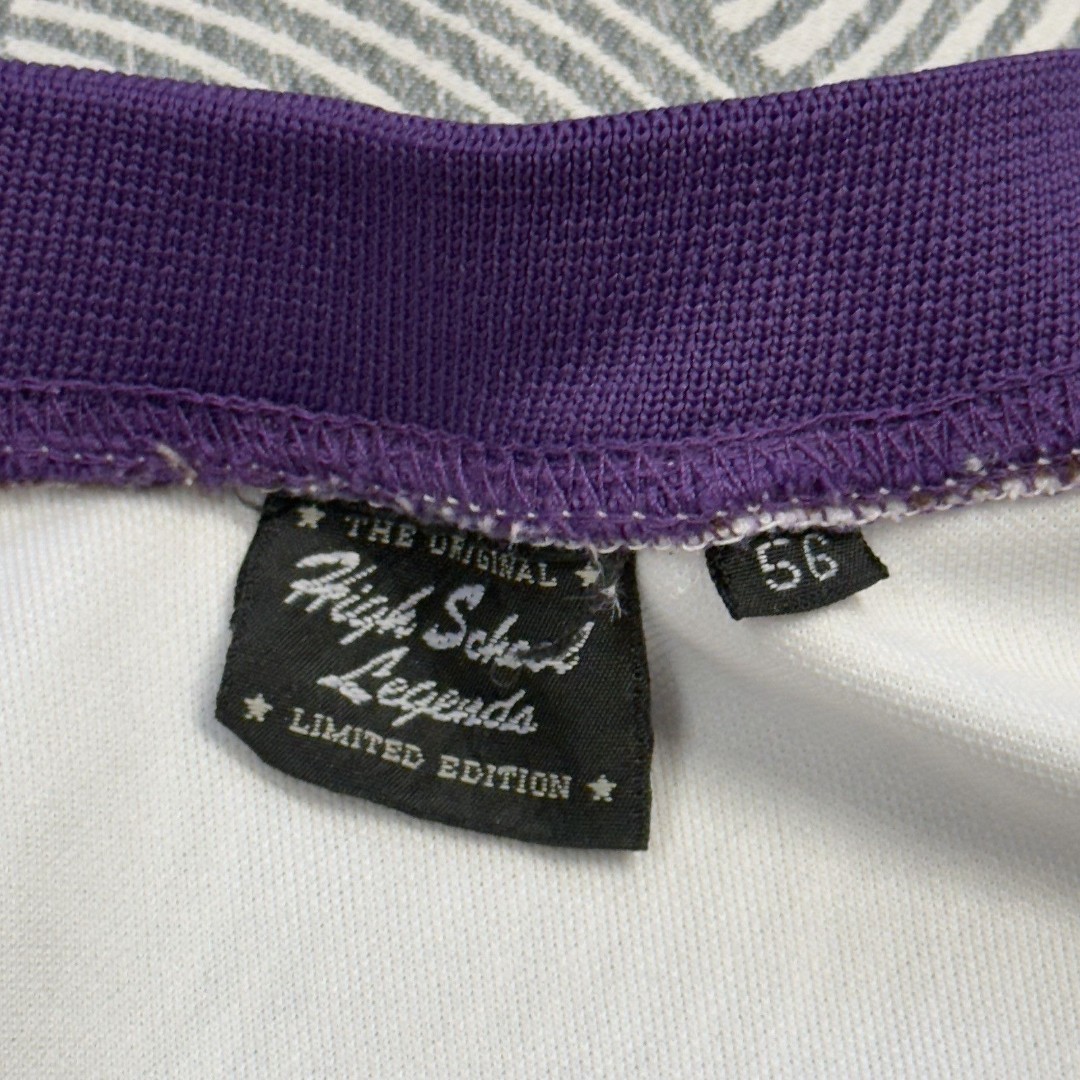 THE ORIGINAL
High School
Legends
LIMITED EDITION
56